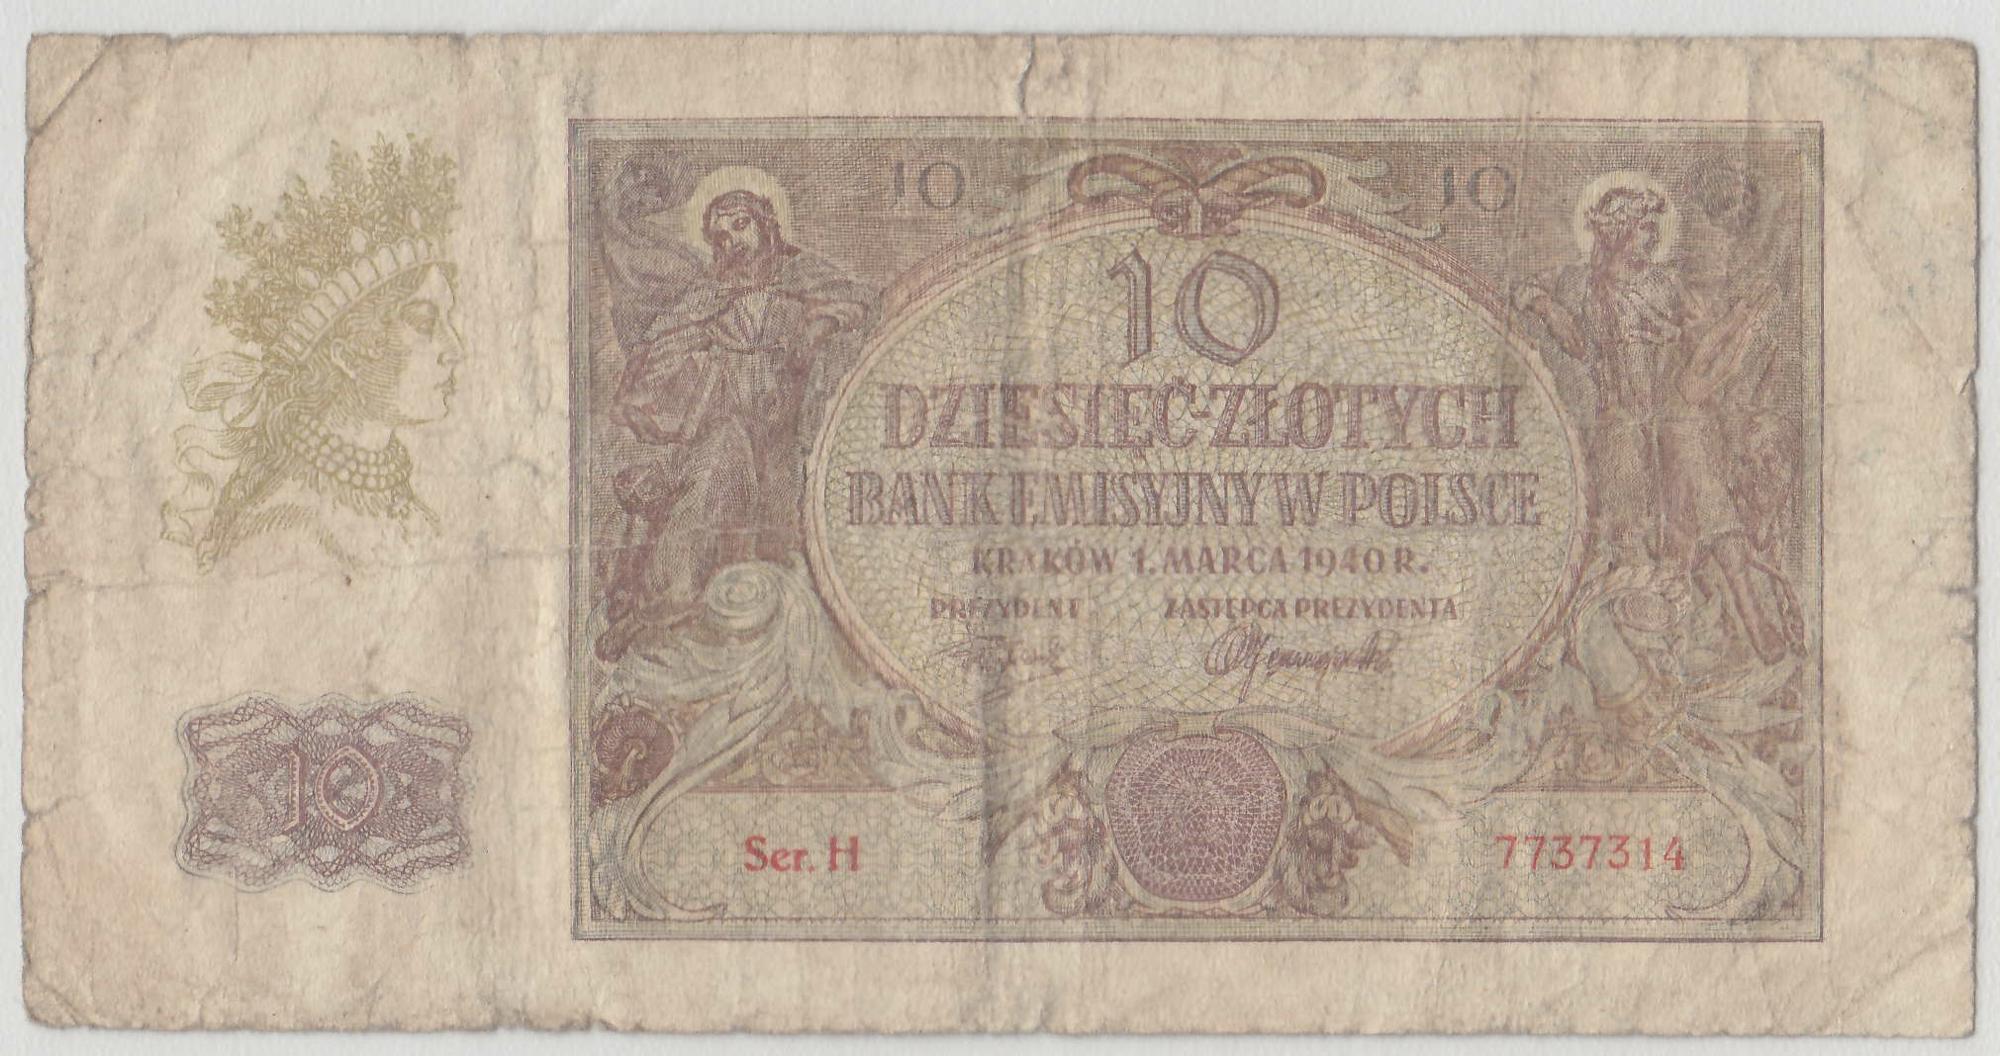 10 10
10
DZIESIĘĆ ZŁOTYCH
BANK EMISYJNY W POLSCE
KRAKÓW 1. MARCA 1940 R.
PREZYDENT ZASTĘPCA PREZYDENTA
10
Ser. H 7737314